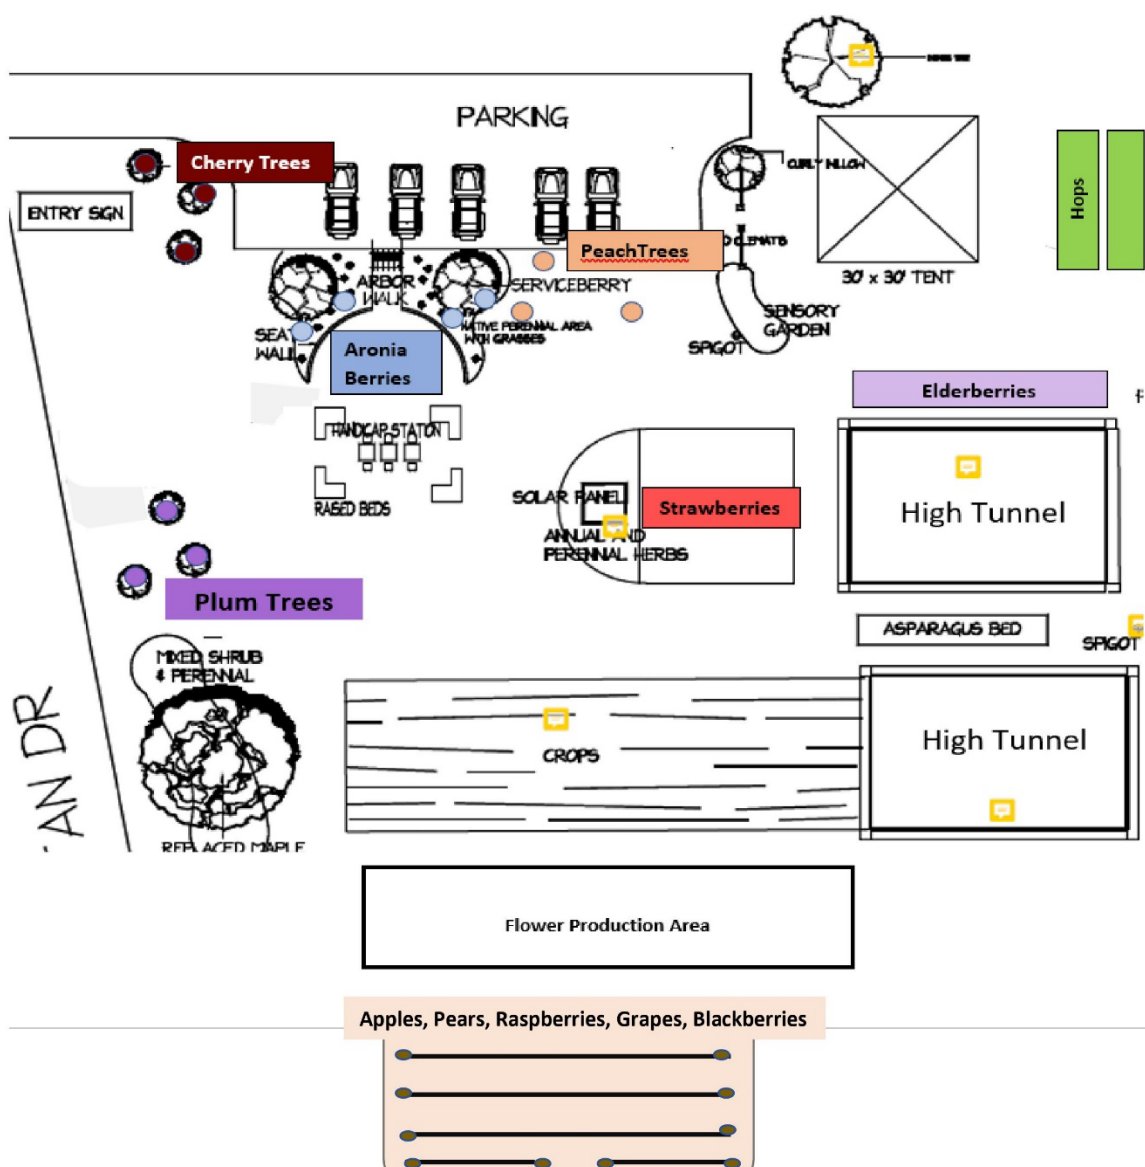 PARKING
Cherry Trees
CURLY WILLOW
Hops
ENTRY SIGN
PeachTrees
CLEMATIS
30' x 30' TENT
ARBOR
WALK
SERVICEBERRY
SENSORY
GARDEN
NATIVE PERENNIAL AREA
WITH GRASSES
SEAT
WALL
SPIGOT
Aronia
Berries
Elderberries
HANDICAP STATION
RAISED BEDS
SOLAR PANEL
Strawberries
High Tunnel
ANNUAL AND
PERENNIAL HERBS
Plum Trees
ASPARAGUS BED
SPIGOT
MIXED SHRUB
& PERENNIAL
AN DR
CROPS
High Tunnel
REPLACED MAPLE
Flower Production Area
Apples, Pears, Raspberries, Grapes, Blackberries